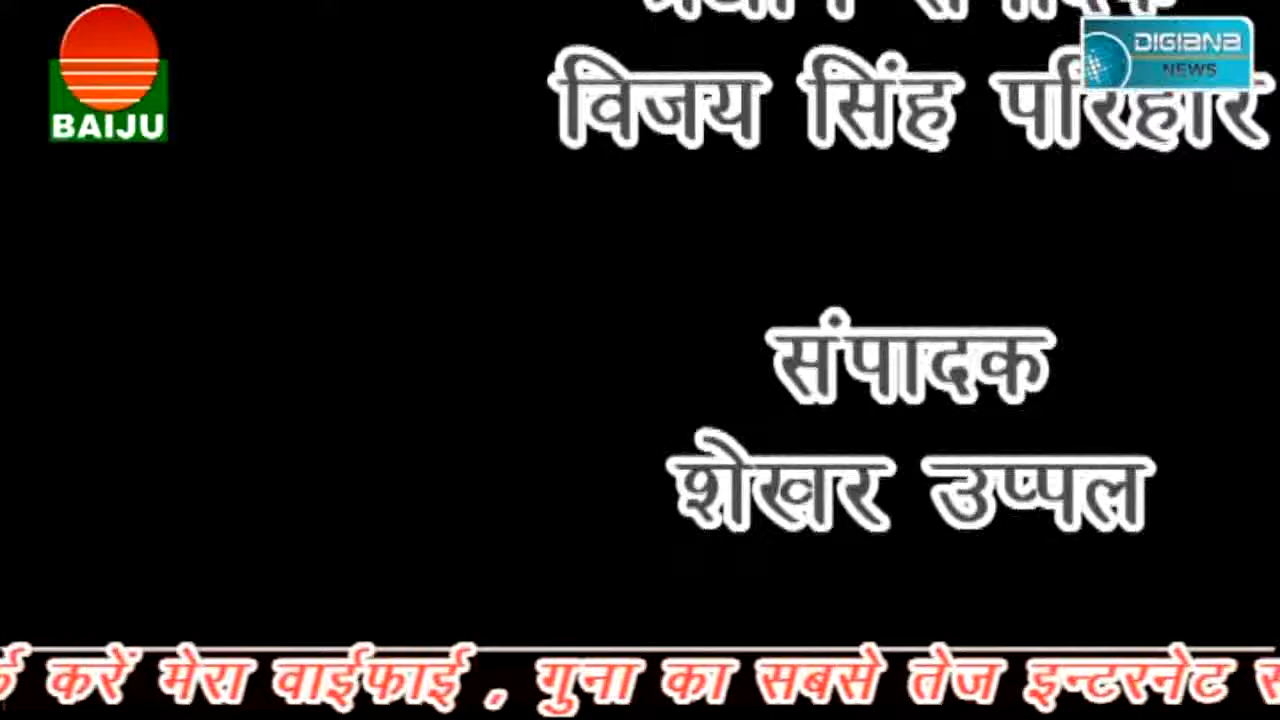 DIGIANA
NEWS
BAIJU
विजय सिंह परिहार
संपादक
शेखर उप्पल
करें मेरा वाईफाई , गुना का सबसे तेज इन्टरनेट